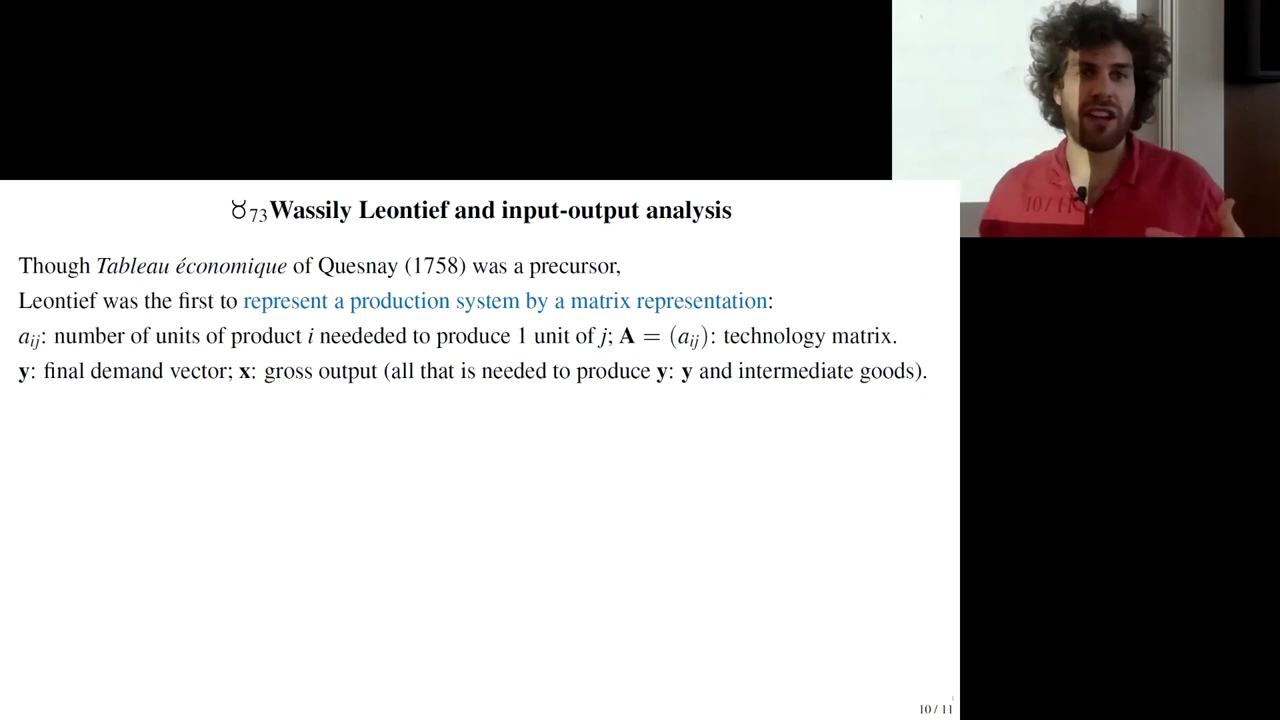 ♉73Wassily Leontief and input-output analysis
Though Tableau économique of Quesnay (1758) was a precursor,
Leontief was the first to represent a production system by a matrix representation:
aij: number of units of product i neededed to produce 1 unit of j; A = (aij): technology matrix.
y: final demand vector; x: gross output (all that is needed to produce y: y and intermediate goods).
10 / 11
10 / 11